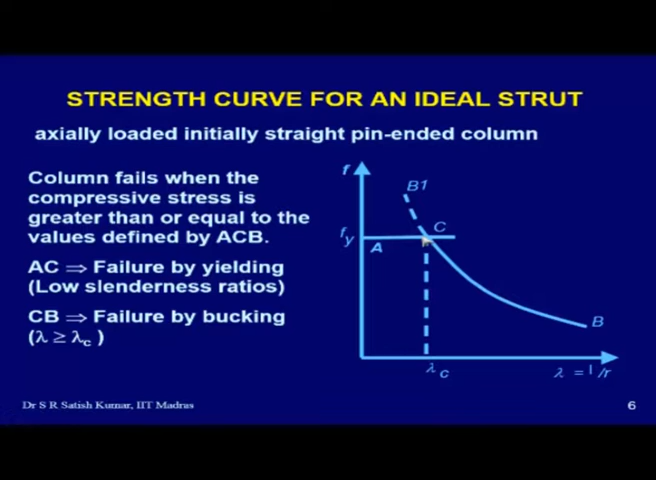 STRENGTH CURVE FOR AN IDEAL STRUT
axially loaded initially straight pin-ended column
Column fails when the
compressive stress is
greater than or equal to the
values defined by ACB.
AC ⇒ Failure by yielding
(Low slenderness ratios)
CB ⇒ Failure by bucking
(λ ≥ λc )
f
B1
fy
A
C
B
λc
λ = l/r
Dr S R Satish Kumar, IIT Madras
6